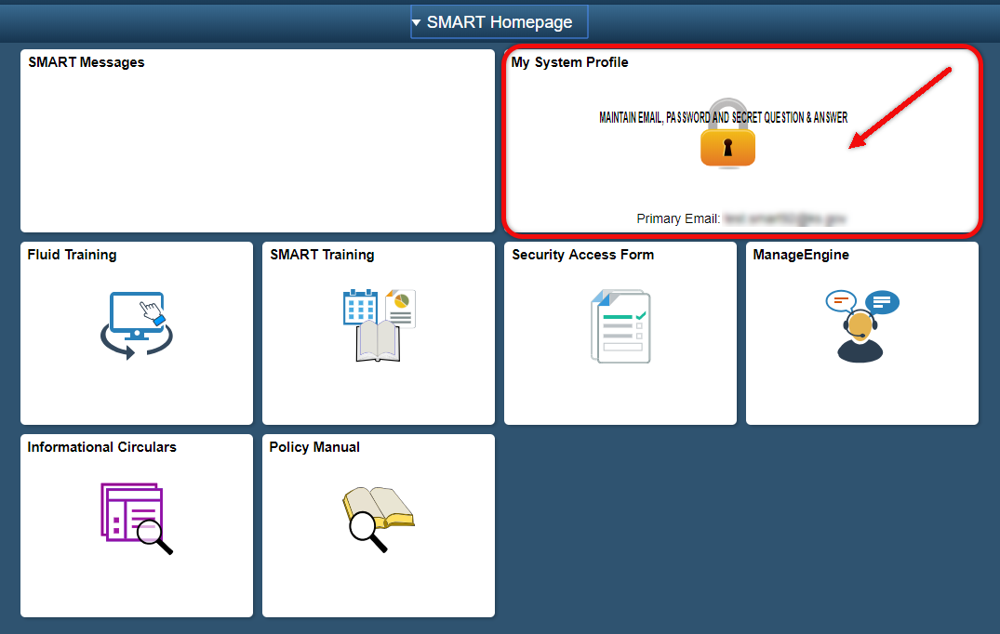 SMART Homepage
SMART Messages
My System Profile
MAINTAIN EMAIL, PASSWORD AND SECRET QUESTION & ANSWER
Primary Email:
Fluid Training
SMART Training
Security Access Form
ManageEngine
Informational Circulars
Policy Manual